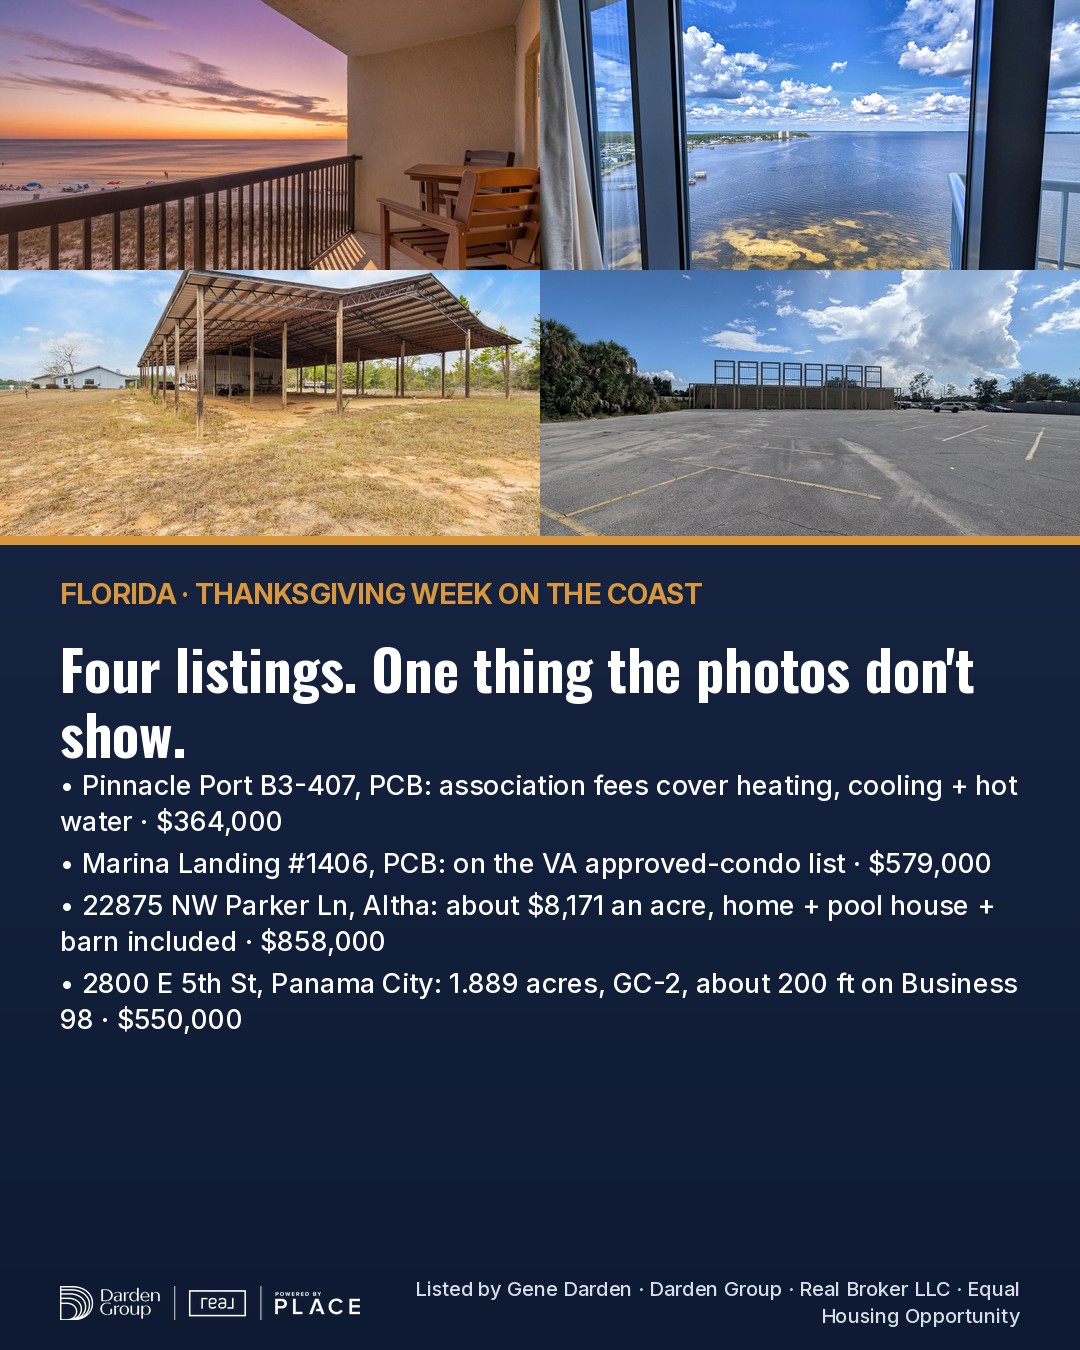 FLORIDA · THANKSGIVING WEEK ON THE COAST
Four listings. One thing the photos don't
show.
• Pinnacle Port B3-407, PCB: association fees cover heating, cooling + hot
water · $364,000
• Marina Landing #1406, PCB: on the VA approved-condo list · $579,000
• 22875 NW Parker Ln, Altha: about $8,171 an acre, home + pool house +
barn included · $858,000
• 2800 E 5th St, Panama City: 1.889 acres, GC-2, about 200 ft on Business
98 · $550,000
Darden
Group
real
POWERED BY
PLACE
Listed by Gene Darden · Darden Group · Real Broker LLC · Equal
Housing Opportunity